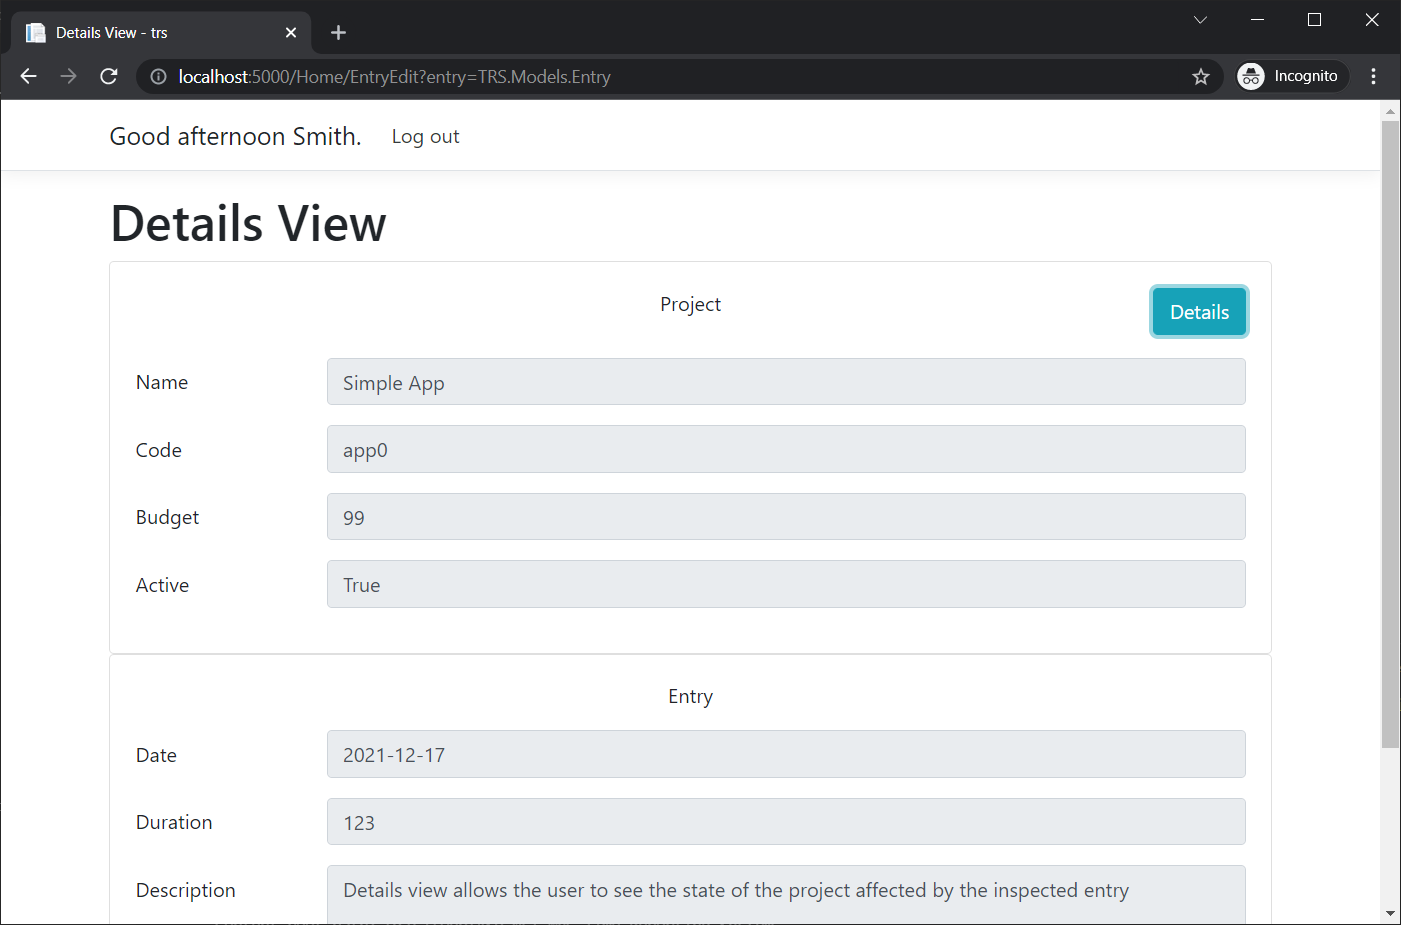 Details View - trs
localhost:5000/Home/EntryEdit?entry=TRS.Models.Entry
Incognito
Good afternoon Smith.
Log out
Details View
Project
Details
Name
Simple App
Code
app0
Budget
99
Active
True
Entry
Date
2021-12-17
Duration
123
Description
Details view allows the user to see the state of the project affected by the inspected entry